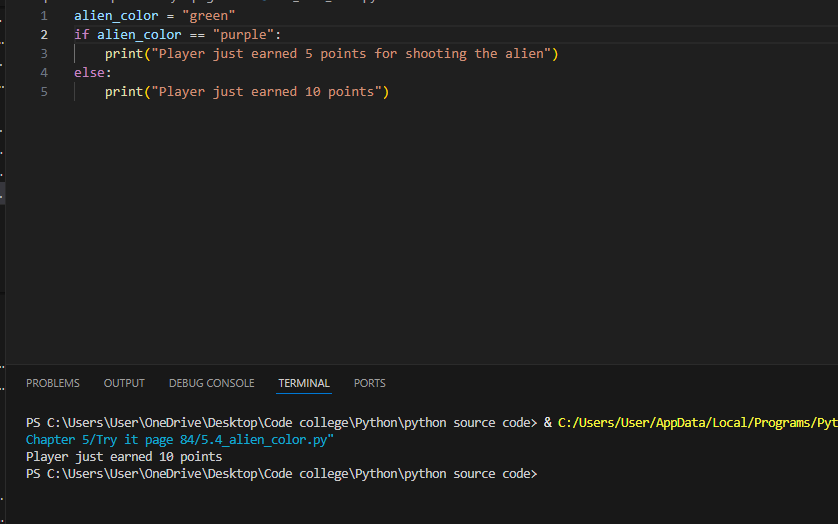 1 alien_color = "green"
2 if alien_color == "purple":
3     print("Player just earned 5 points for shooting the alien")
4 else:
5     print("Player just earned 10 points")
PROBLEMS OUTPUT DEBUG CONSOLE TERMINAL PORTS
PS C:\Users\User\OneDrive\Desktop\Code college\Python\python source code> & C:/Users/User/AppData/Local/Programs/Pyt
Chapter 5/Try it page 84/5.4_alien_color.py"
Player just earned 10 points
PS C:\Users\User\OneDrive\Desktop\Code college\Python\python source code>